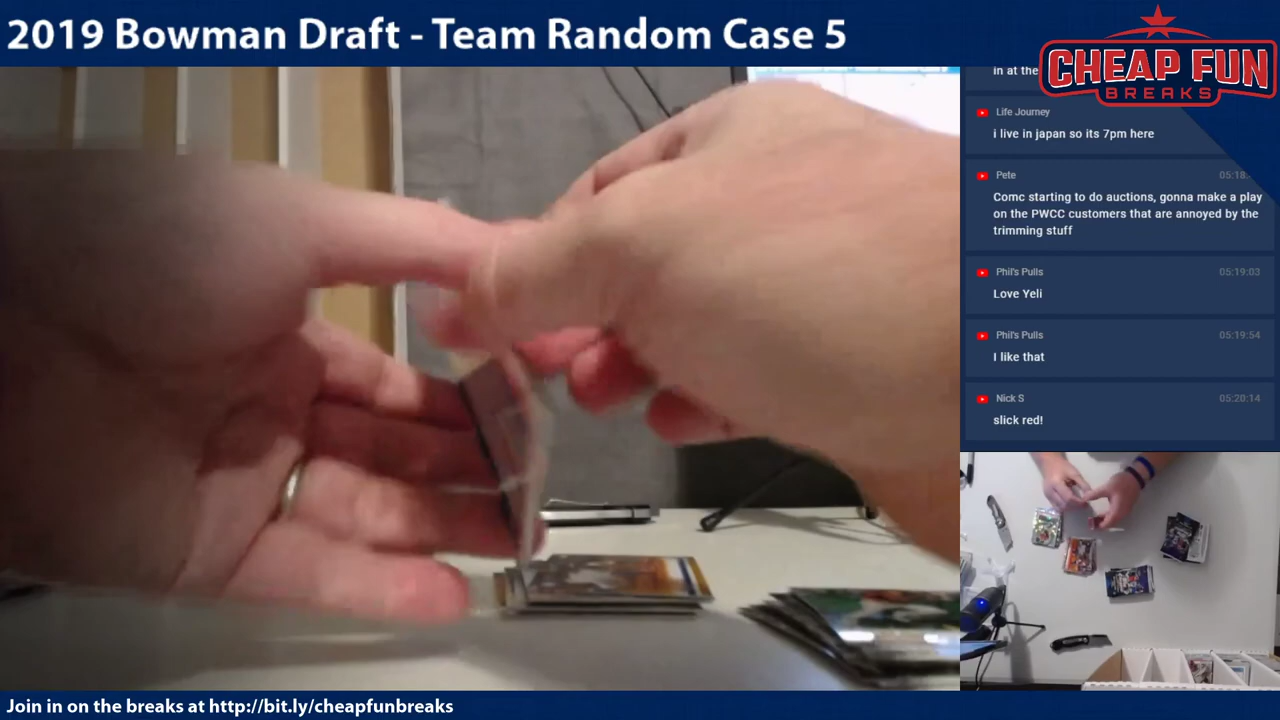 2019 Bowman Draft - Team Random Case 5
CHEAP FUN
BREAKS
in at the
Life Journey
i live in japan so its 7pm here
Pete 05:18
Comc starting to do auctions, gonna make a play
on the PWCC customers that are annoyed by the
trimming stuff
Phil's Pulls 05:19:03
Love Yeli
Phil's Pulls 05:19:54
I like that
Nick S 05:20:14
slick red!
Join in on the breaks at http://bit.ly/cheapfunbreaks